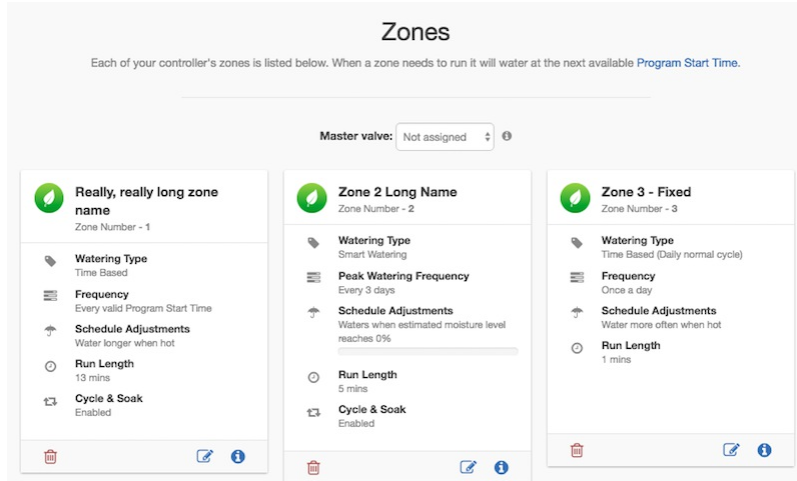 Zones
Each of your controller's zones is listed below. When a zone needs to run it will water at the next available Program Start Time.
Master valve: Not assigned
Really, really long zone
name
Zone Number - 1
Watering Type
Time Based
Frequency
Every valid Program Start Time
Schedule Adjustments
Water longer when hot
Run Length
13 mins
Cycle & Soak
Enabled
Zone 2 Long Name
Zone Number - 2
Watering Type
Smart Watering
Peak Watering Frequency
Every 3 days
Schedule Adjustments
Waters when estimated moisture level
reaches 0%
Run Length
5 mins
Cycle & Soak
Enabled
Zone 3 - Fixed
Zone Number - 3
Watering Type
Time Based (Daily normal cycle)
Frequency
Once a day
Schedule Adjustments
Water more often when hot
Run Length
1 mins